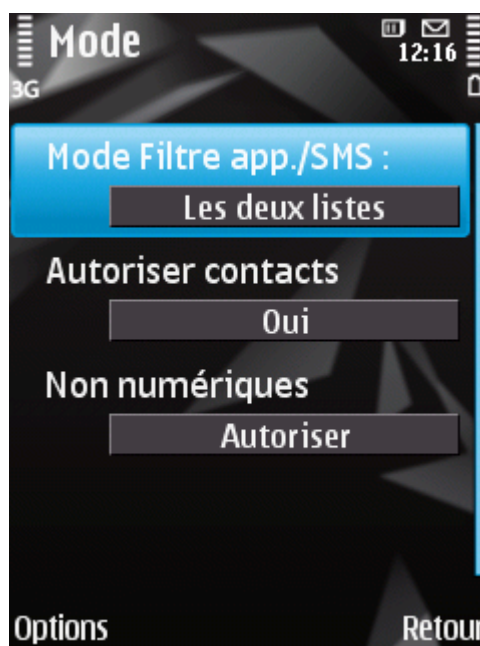 Mode
12:16
3G
Mode Filtre app./SMS :
Les deux listes
Autoriser contacts
Oui
Non numériques
Autoriser
Options
Retour